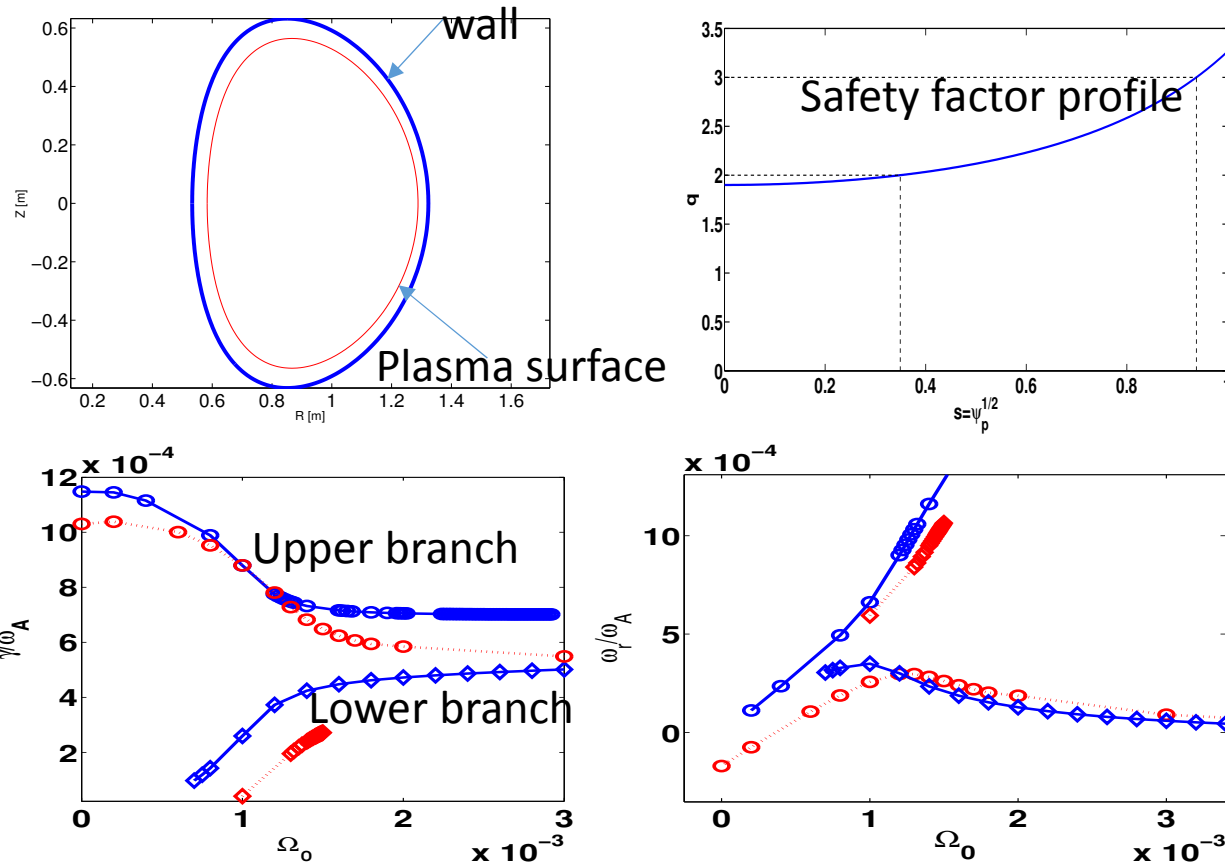 0.6
0.4
0.2
0
−0.2
−0.4
−0.6
Z [m]
0.2 0.4 0.6 0.8 1 1.2 1.4 1.6
R [m]
wall
Plasma surface
3.5
3
2.5
2
1.5
1
0.5
0
q
0 0.2 0.4 0.6 0.8 1
s=ψp^1/2
Safety factor profile
x 10−4
12
10
8
6
4
2
γ/ωA
0 1 2 3
Ωo
x 10−3
Upper branch
Lower branch
x 10−4
10
5
0
ωr/ωA
0 1 2 3
Ωo
x 10−3